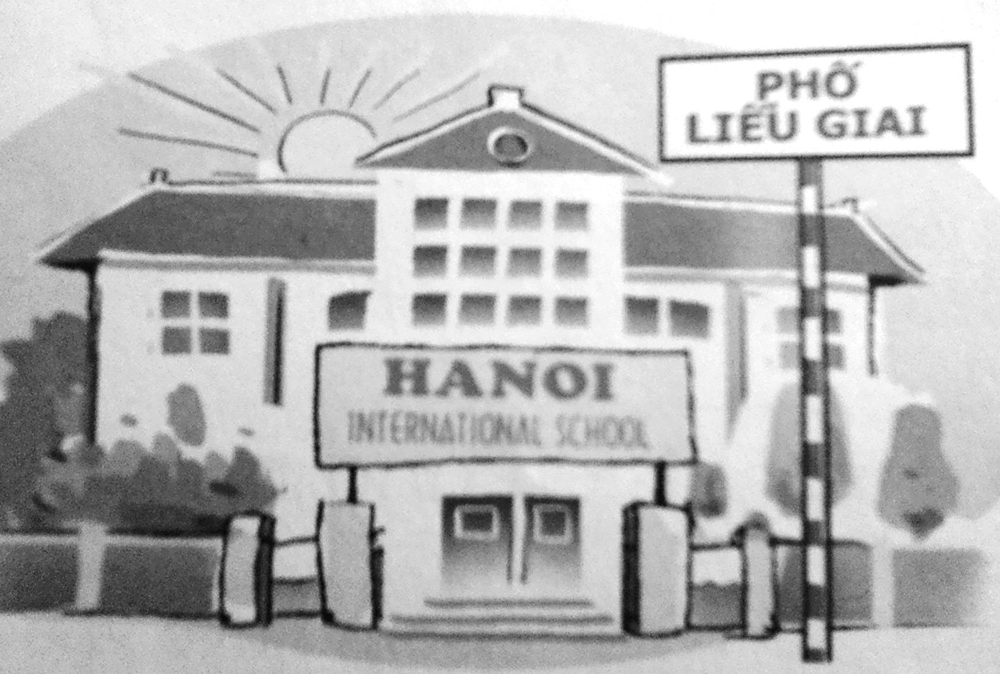 PHỐ
LIỄU GIAI
HANOI
INTERNATIONAL SCHOOL